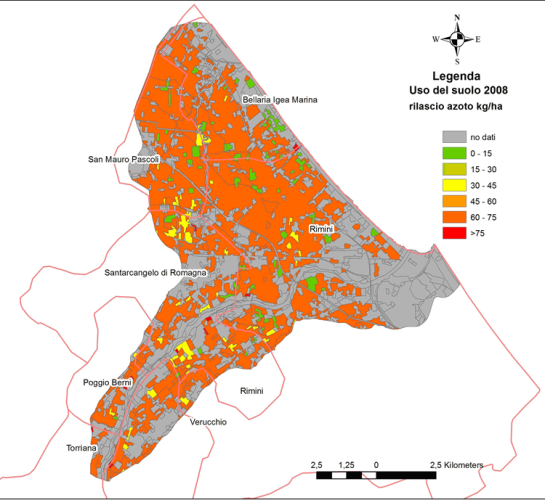 N
W E
S
Legenda
Uso del suolo 2008
rilascio azoto kg/ha
no dati
0 - 15
15 - 30
30 - 45
45 - 60
60 - 75
>75
Bellaria Igea Marina
San Mauro Pascoli
Rimini
Santarcangelo di Romagna
Poggio Berni
Rimini
Verucchio
Torriana
2,5 1,25 0 2,5 Kilometers